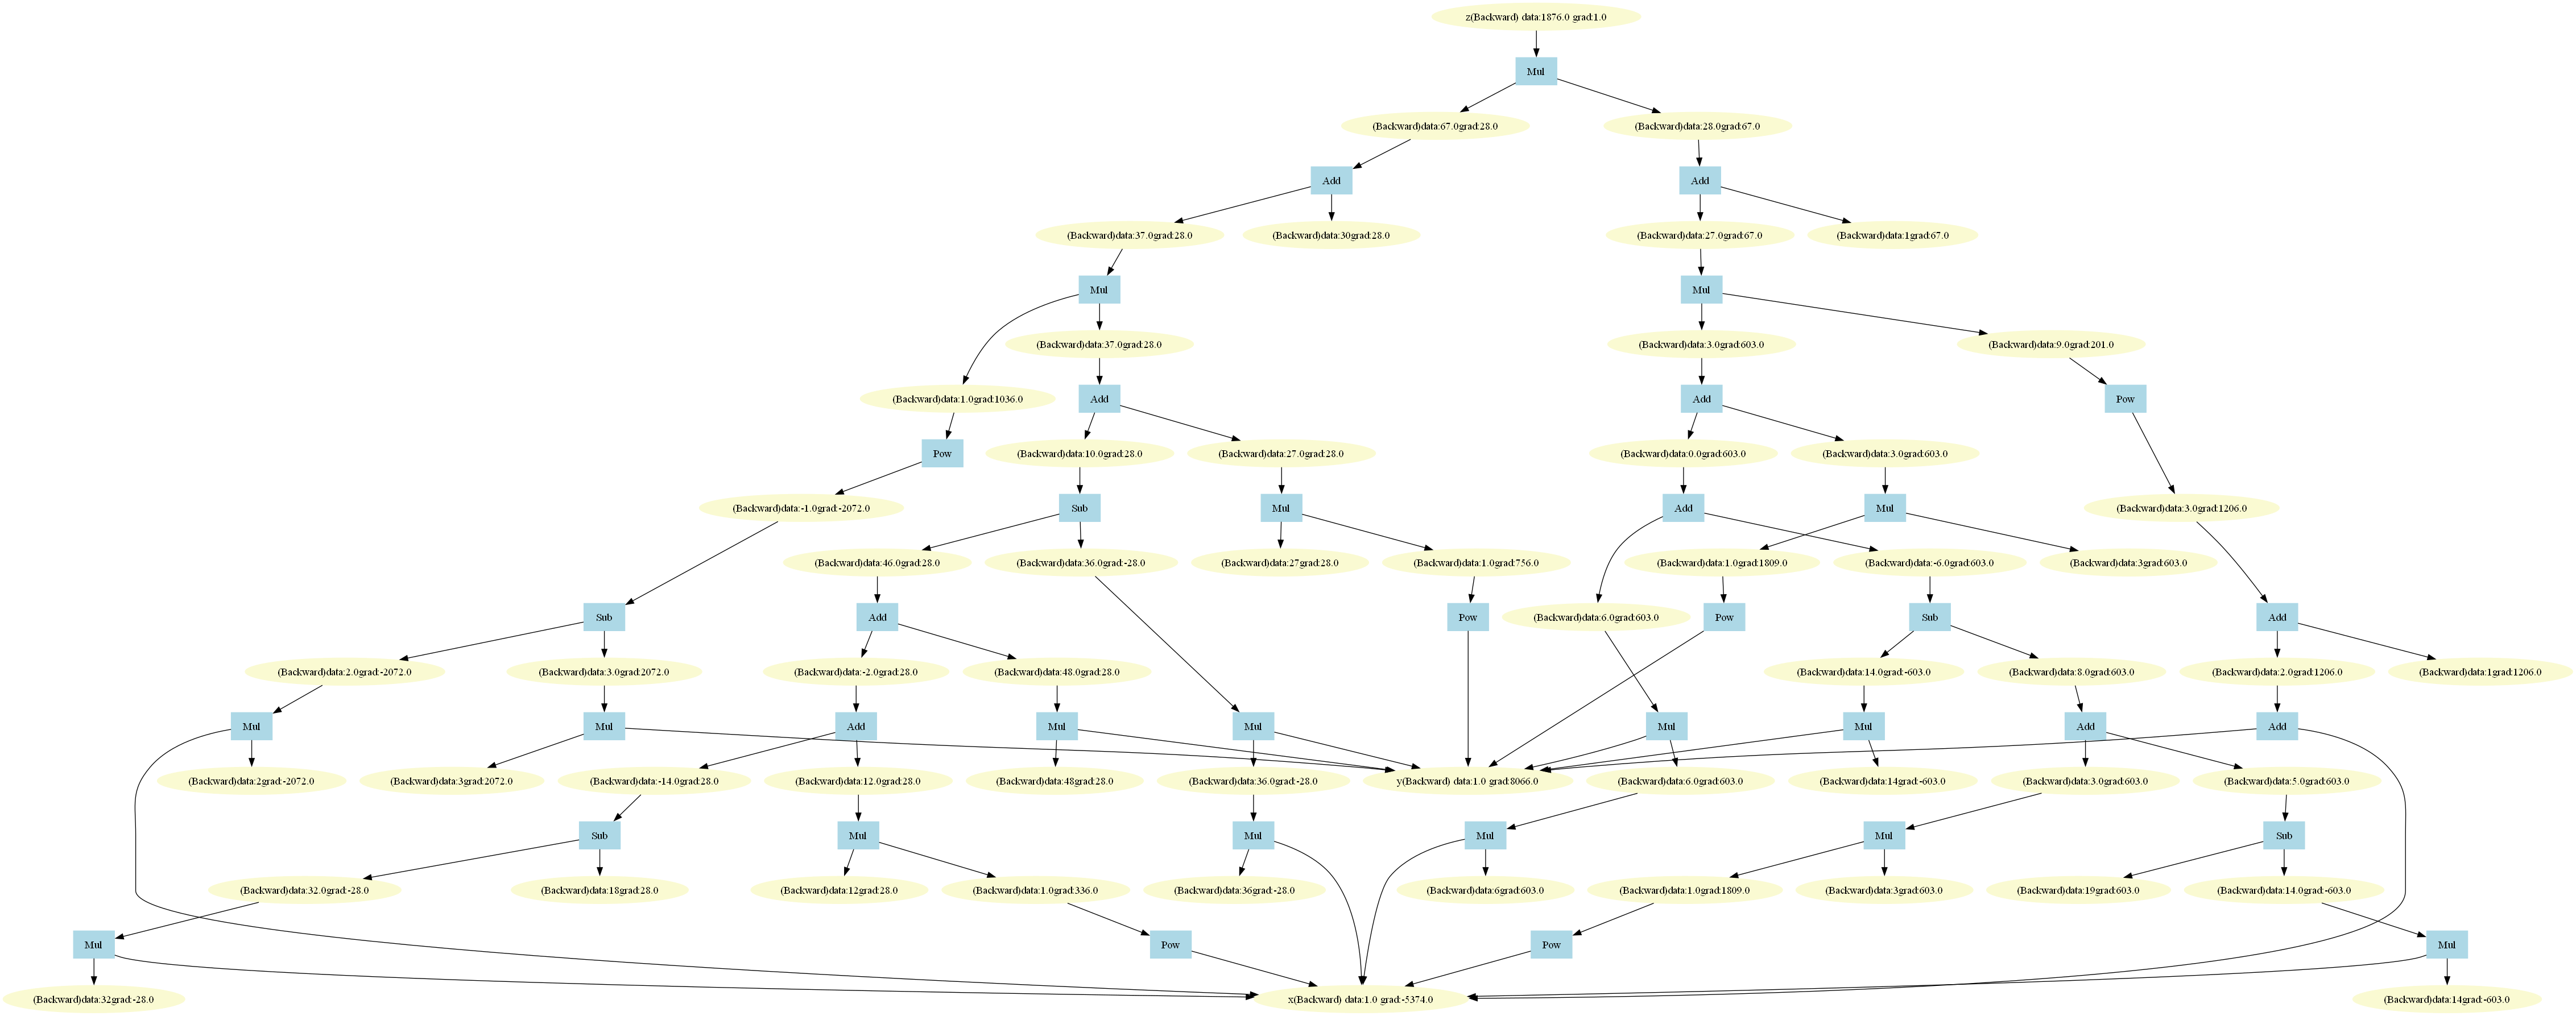 z(Backward) data:1876.0 grad:1.0
Mul
(Backward)data:67.0grad:28.0
(Backward)data:28.0grad:67.0
Add
Add
(Backward)data:37.0grad:28.0
(Backward)data:30grad:28.0
(Backward)data:27.0grad:67.0
(Backward)data:1grad:67.0
Mul
Mul
(Backward)data:37.0grad:28.0
(Backward)data:3.0grad:603.0
(Backward)data:9.0grad:201.0
(Backward)data:1.0grad:1036.0
Add
Add
Pow
Pow
(Backward)data:10.0grad:28.0
(Backward)data:27.0grad:28.0
(Backward)data:0.0grad:603.0
(Backward)data:3.0grad:603.0
(Backward)data:-1.0grad:-2072.0
Sub
Mul
Add
Mul
(Backward)data:3.0grad:1206.0
(Backward)data:46.0grad:28.0
(Backward)data:36.0grad:-28.0
(Backward)data:27grad:28.0
(Backward)data:1.0grad:756.0
(Backward)data:1.0grad:1809.0
(Backward)data:-6.0grad:603.0
(Backward)data:3grad:603.0
Sub
Add
Pow
(Backward)data:6.0grad:603.0
Pow
Sub
Add
(Backward)data:2.0grad:-2072.0
(Backward)data:3.0grad:2072.0
(Backward)data:-2.0grad:28.0
(Backward)data:48.0grad:28.0
(Backward)data:14.0grad:-603.0
(Backward)data:8.0grad:603.0
(Backward)data:2.0grad:1206.0
(Backward)data:1grad:1206.0
Mul
Mul
Add
Mul
Mul
Mul
Mul
Add
Add
(Backward)data:2grad:-2072.0
(Backward)data:3grad:2072.0
(Backward)data:-14.0grad:28.0
(Backward)data:12.0grad:28.0
(Backward)data:48grad:28.0
(Backward)data:36.0grad:-28.0
y(Backward) data:1.0 grad:8066.0
(Backward)data:6.0grad:603.0
(Backward)data:14grad:-603.0
(Backward)data:3.0grad:603.0
(Backward)data:5.0grad:603.0
Sub
Mul
Mul
Mul
Mul
Sub
(Backward)data:32.0grad:-28.0
(Backward)data:18grad:28.0
(Backward)data:12grad:28.0
(Backward)data:1.0grad:336.0
(Backward)data:36grad:-28.0
(Backward)data:6grad:603.0
(Backward)data:1.0grad:1809.0
(Backward)data:3grad:603.0
(Backward)data:19grad:603.0
(Backward)data:14.0grad:-603.0
Mul
Pow
Pow
Mul
(Backward)data:32grad:-28.0
x(Backward) data:1.0 grad:-5374.0
(Backward)data:14grad:-603.0